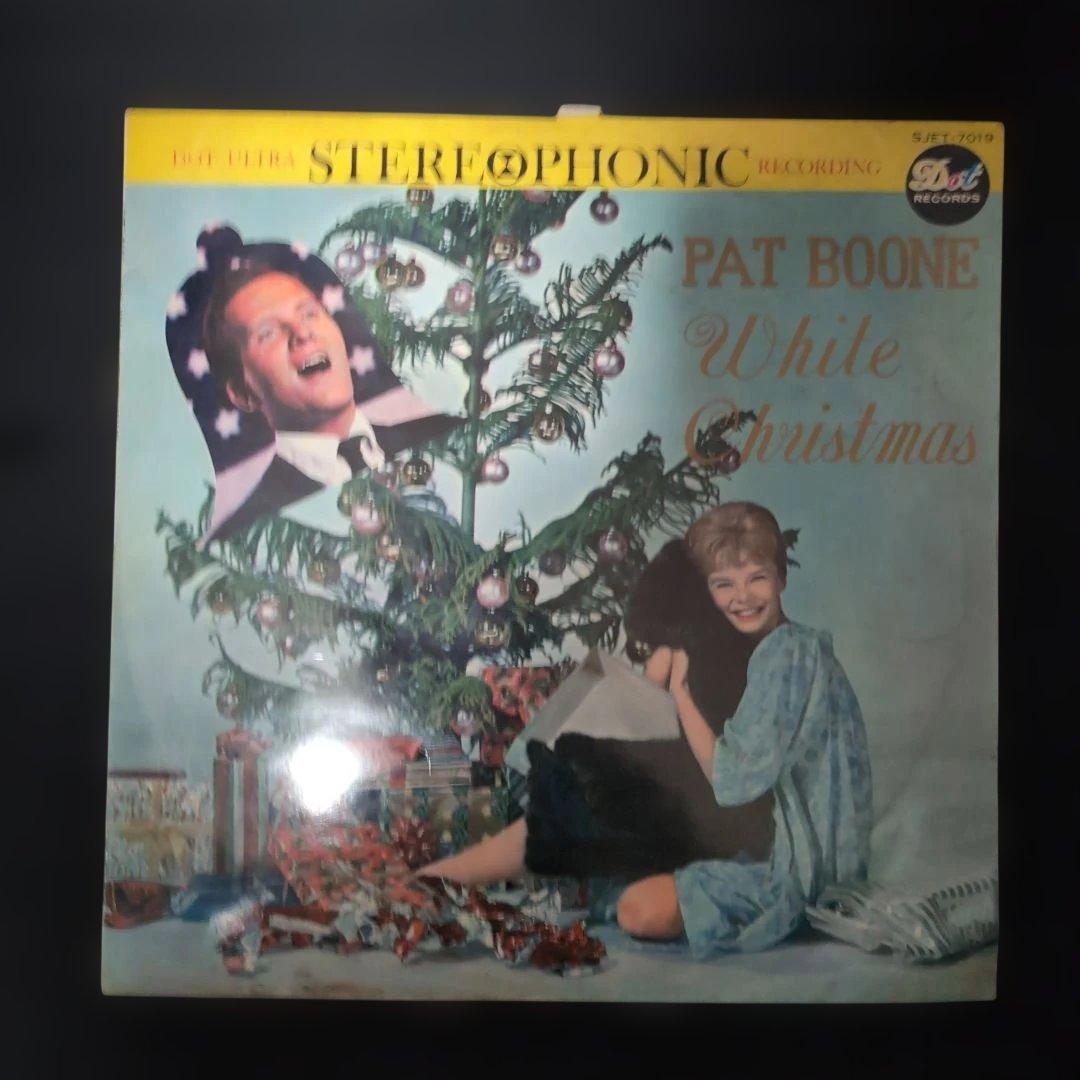 DOT ULTRA STEREOPHONIC RECORDING
SJET-7019
Dot
RECORDS
PAT BOONE
White
Christmas